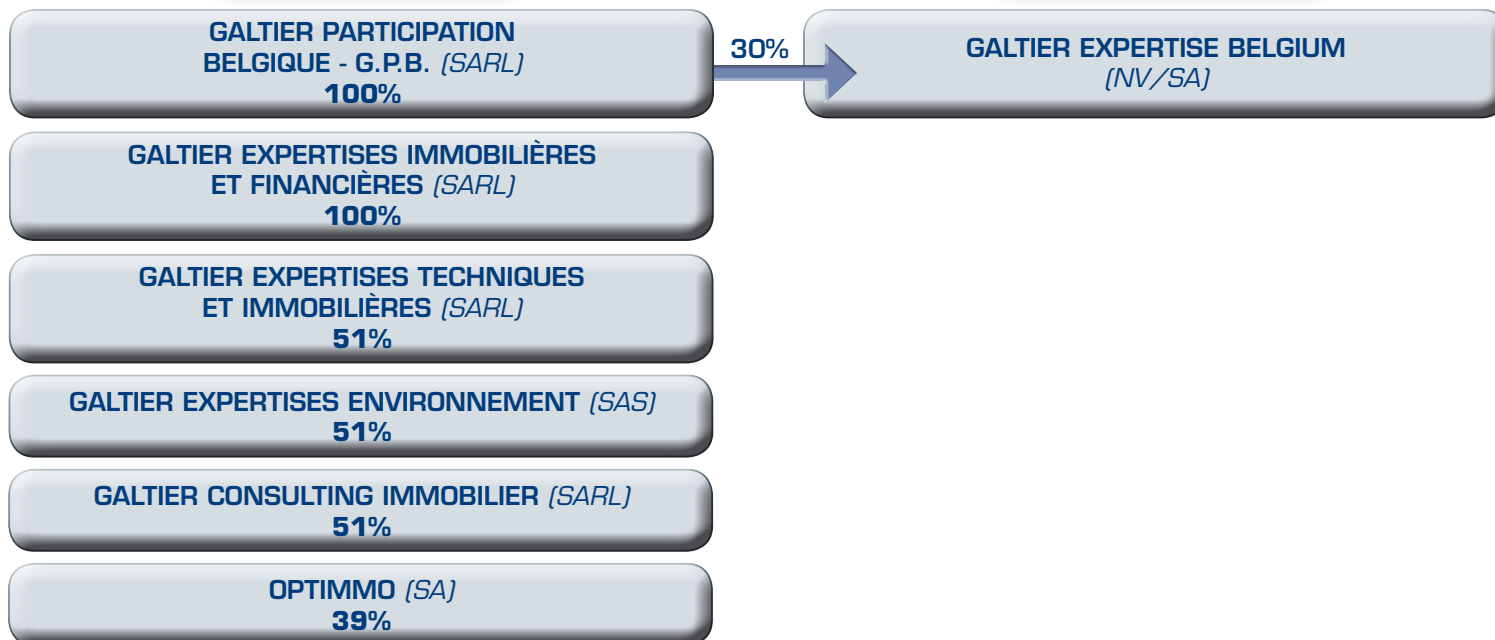 GALTIER PARTICIPATION
BELGIQUE - G.P.B. (SARL)
100%
30%
GALTIER EXPERTISE BELGIUM
(NV/SA)
GALTIER EXPERTISES IMMOBILIÈRES
ET FINANCIÈRES (SARL)
100%
GALTIER EXPERTISES TECHNIQUES
ET IMMOBILIÈRES (SARL)
51%
GALTIER EXPERTISES ENVIRONNEMENT (SAS)
51%
GALTIER CONSULTING IMMOBILIER (SARL)
51%
OPTIMMO (SA)
39%